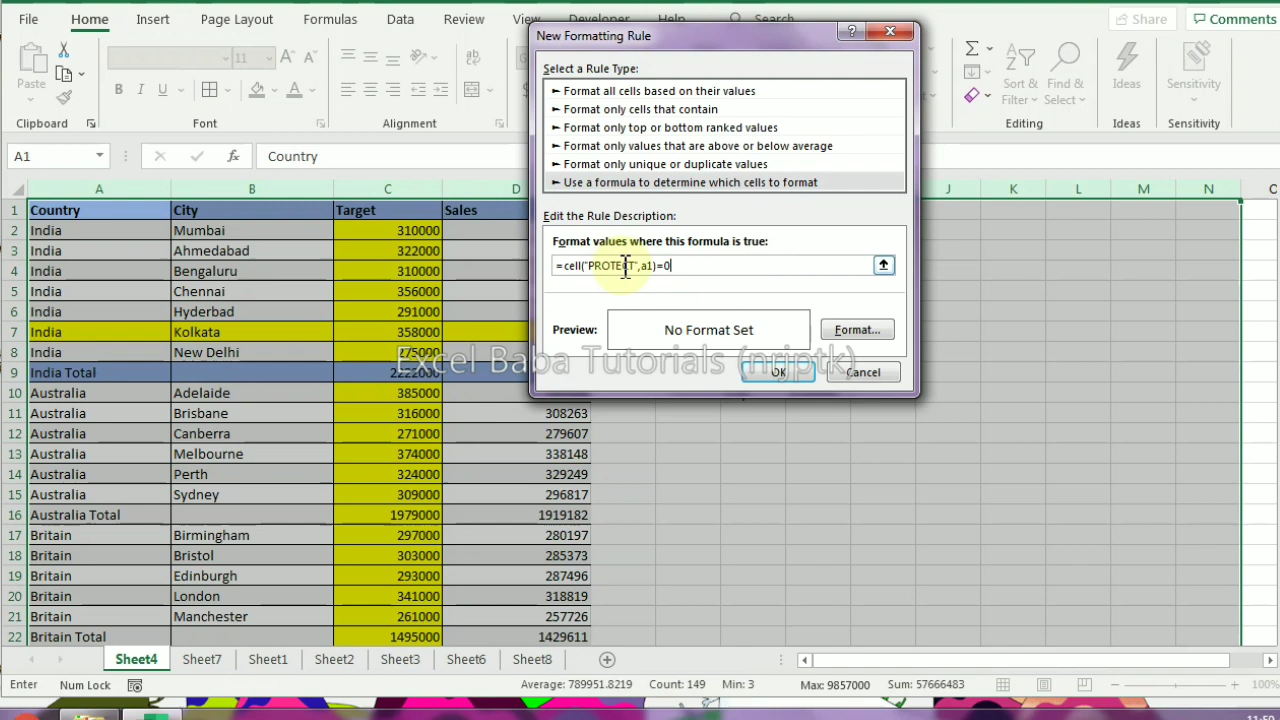 File Home Insert Page Layout Formulas Data Review View Developer Help Search Share Comments
New Formatting Rule
?
Select a Rule Type:
► Format all cells based on their values
► Format only cells that contain
► Format only top or bottom ranked values
► Format only values that are above or below average
► Format only unique or duplicate values
► Use a formula to determine which cells to format
Edit the Rule Description:
Format values where this formula is true:
=cell("PROTECT",a1)=0
Preview: No Format Set Format...
OK Cancel
Excel Baba Tutorials (nrjptk)
Paste 11 Sort & Filter Find & Select Ideas Sensitivity
B I U A
Clipboard Font Alignment Editing Ideas Sensitivity
A1 fx Country
A B C D J K L M N
1 Country City Target Sales
2 India Mumbai 310000
3 India Ahmedabad 322000
4 India Bengaluru 310000
5 India Chennai 356000
6 India Hyderbad 291000
7 India Kolkata 358000
8 India New Delhi 275000
9 India Total 2222000
10 Australia Adelaide 385000
11 Australia Brisbane 316000 308263
12 Australia Canberra 271000 279607
13 Australia Melbourne 374000 338148
14 Australia Perth 324000 329249
15 Australia Sydney 309000 296817
16 Australia Total 1979000 1919182
17 Britain Birmingham 297000 280197
18 Britain Bristol 303000 285373
19 Britain Edinburgh 293000 287496
20 Britain London 341000 318819
21 Britain Manchester 261000 257726
22 Britain Total 1495000 1429611
Sheet4 Sheet7 Sheet1 Sheet2 Sheet3 Sheet6 Sheet8
Enter Num Lock Average: 789951.8219 Count: 149 Min: 3 Max: 9857000 Sum: 57666483 100%